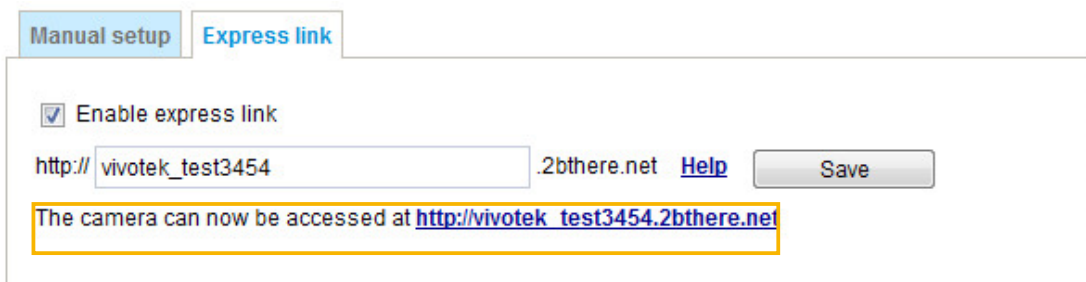 Manual setup Express link
Enable express link
http:// vivotek_test3454 .2bthere.net Help Save
The camera can now be accessed at http://vivotek_test3454.2bthere.net